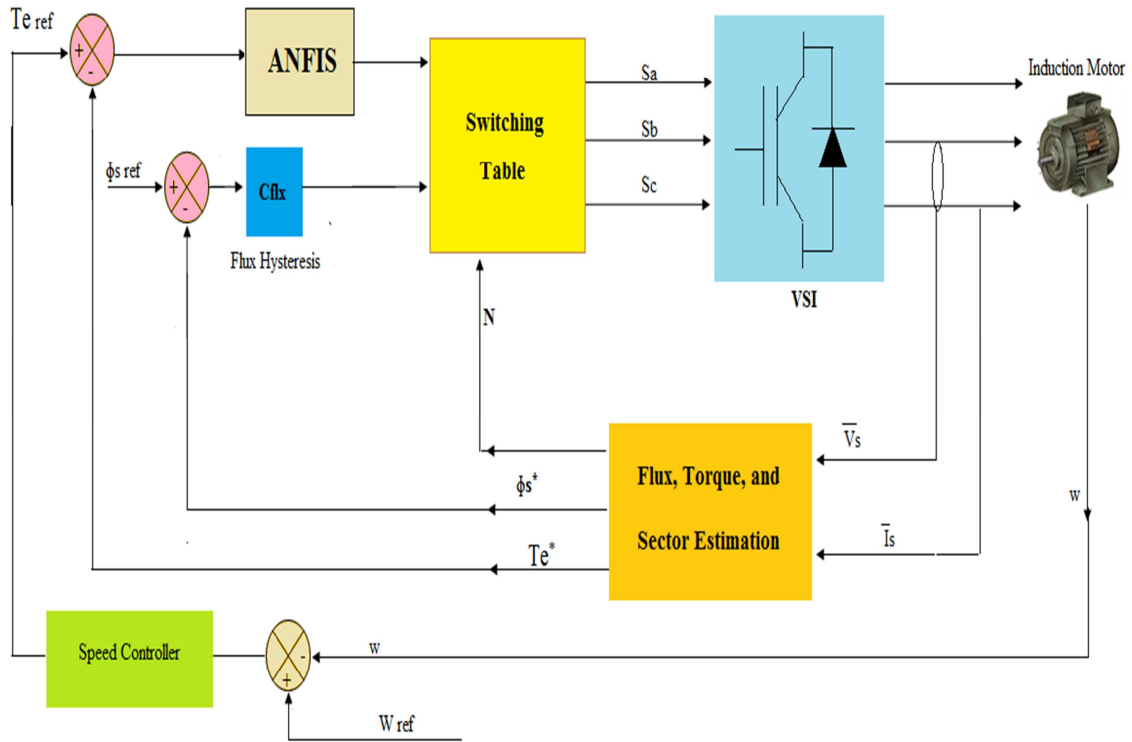 Te ref
+
-
ANFIS
Switching
Table
Sa
Sb
Sc
VSI
Induction Motor
ϕs ref
+
-
Cflx
Flux Hysteresis
N
Flux, Torque, and
Sector Estimation
V̅s
I̅s
ϕs*
Te*
w
Speed Controller
-
+
w
W ref